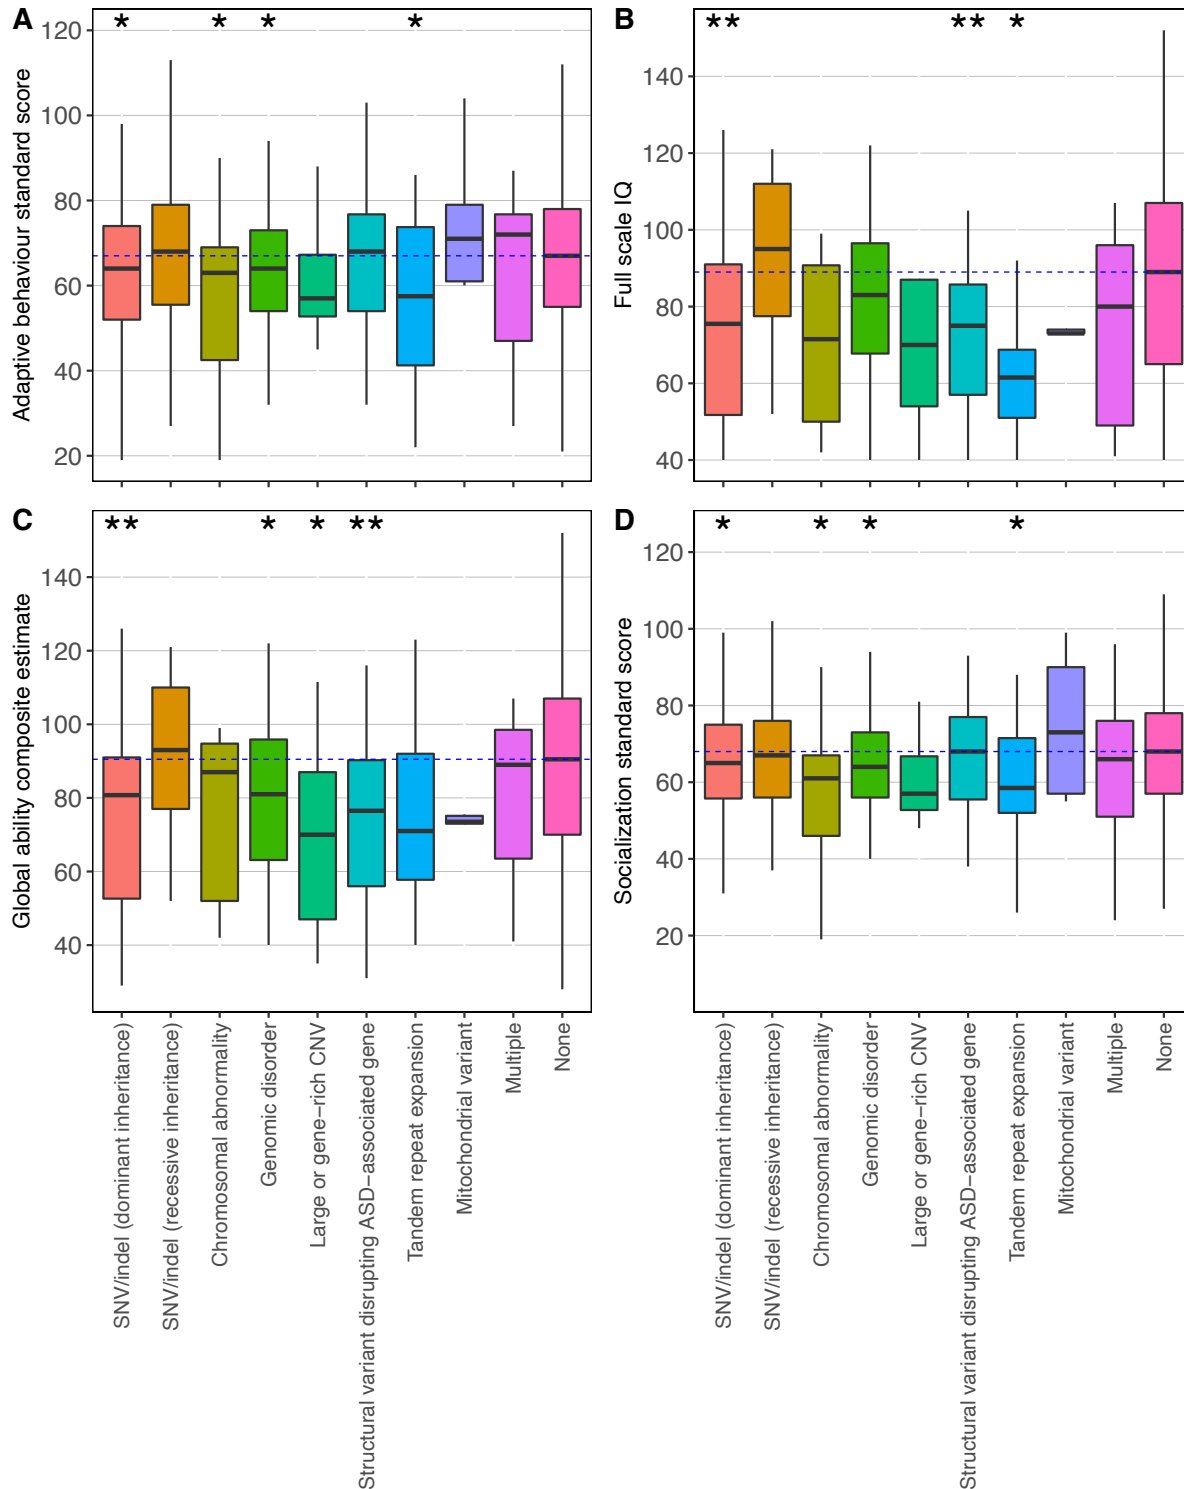 A
* * * *
Adaptive behaviour standard score
120
100
80
60
40
20
B
** ** *
Full scale IQ
140
120
100
80
60
40
C
** * * **
Global ability composite estimate
140
120
100
80
60
40
D
* * * *
Socialization standard score
120
100
80
60
40
20
SNV/indel (dominant inheritance)
SNV/indel (recessive inheritance)
Chromosomal abnormality
Genomic disorder
Large or gene−rich CNV
Structural variant disrupting ASD−associated gene
Tandem repeat expansion
Mitochondrial variant
Multiple
None
SNV/indel (dominant inheritance)
SNV/indel (recessive inheritance)
Chromosomal abnormality
Genomic disorder
Large or gene−rich CNV
Structural variant disrupting ASD−associated gene
Tandem repeat expansion
Mitochondrial variant
Multiple
None